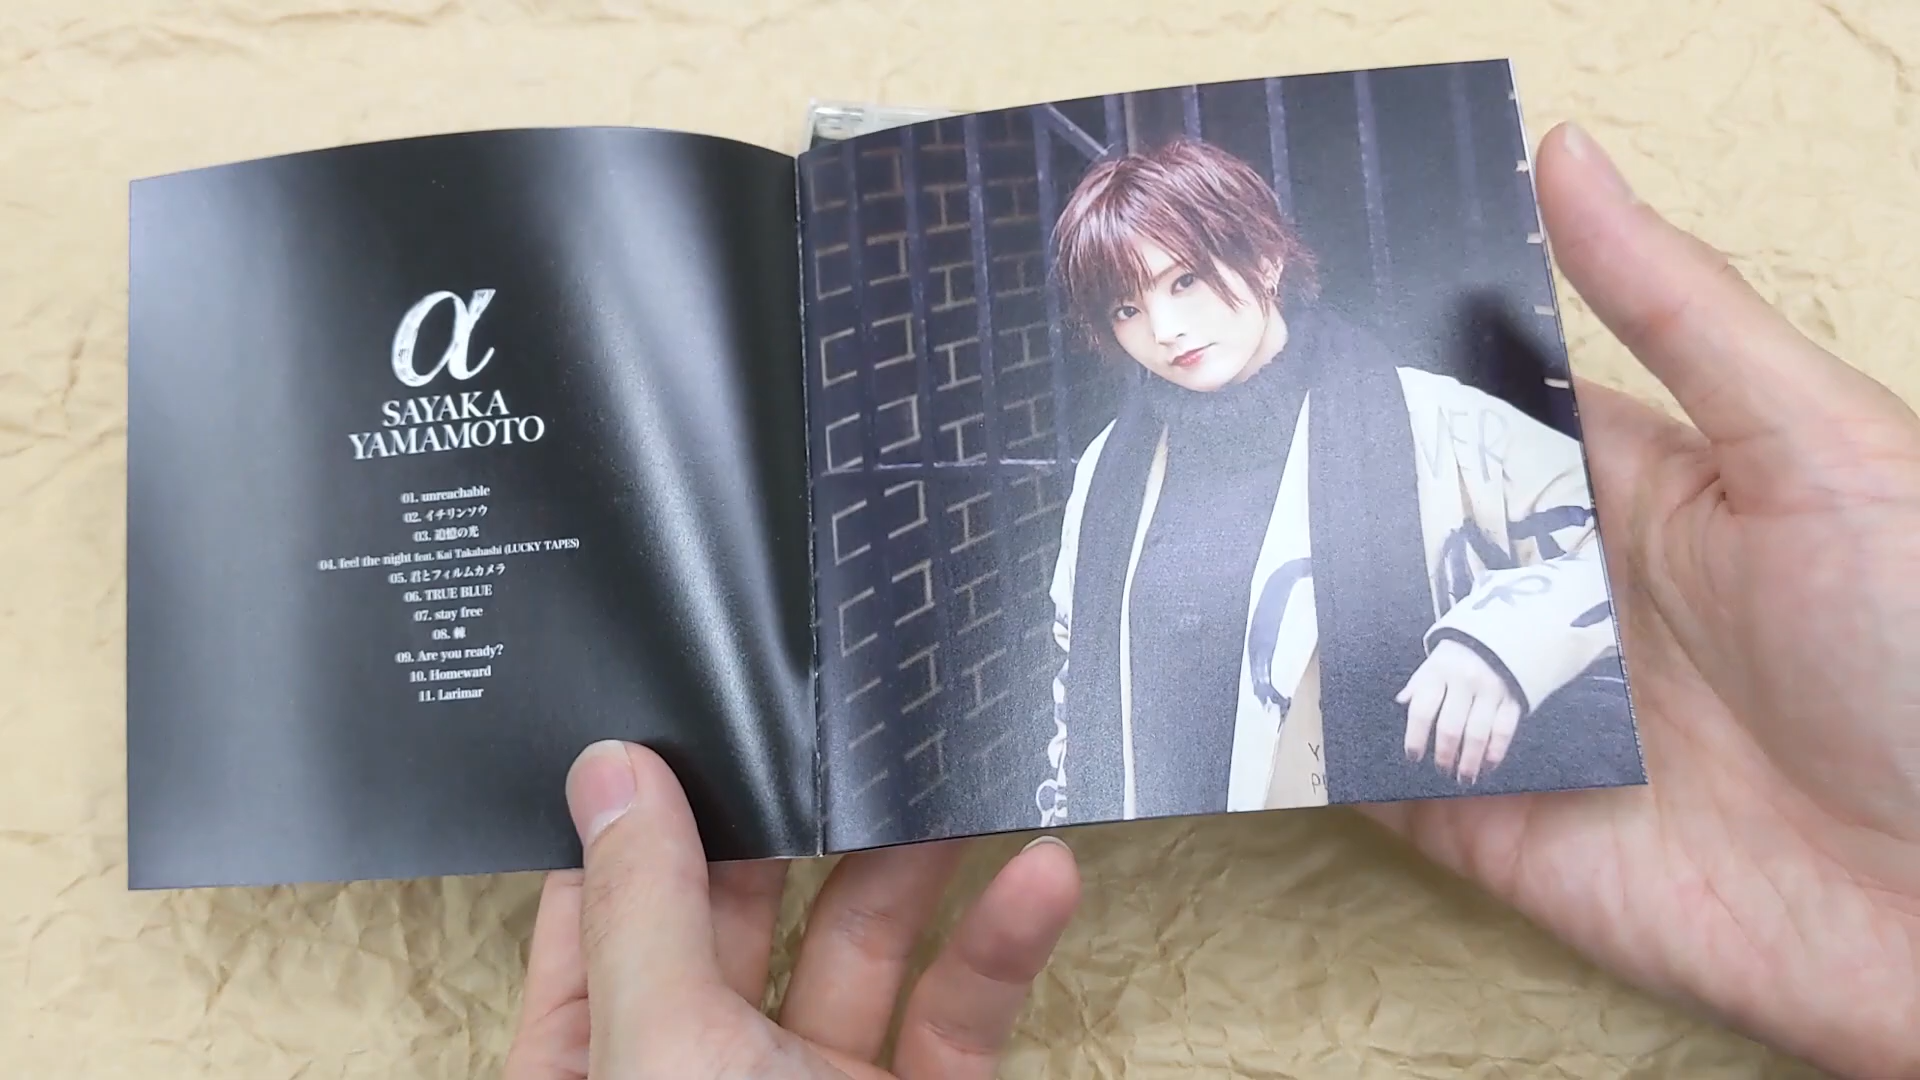 α
SAYAKA
YAMAMOTO
01. unreachable
02. イチリンソウ
03. 追憶の光
04. feel the night feat. Kai Takahashi (LUCKY TAPES)
05. 君とフィルムカメラ
06. TRUE BLUE
07. stay free
08. 棘
09. Are you ready?
10. Homeward
11. Larimar
VER